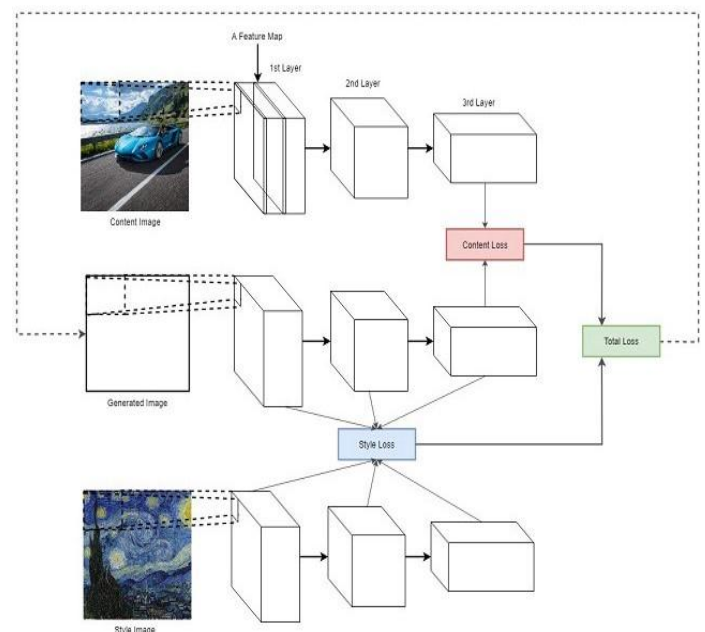 A Feature Map
1st Layer
2nd Layer
3rd Layer
Content Image
Content Loss
Total Loss
Generated Image
Style Loss
Style Image